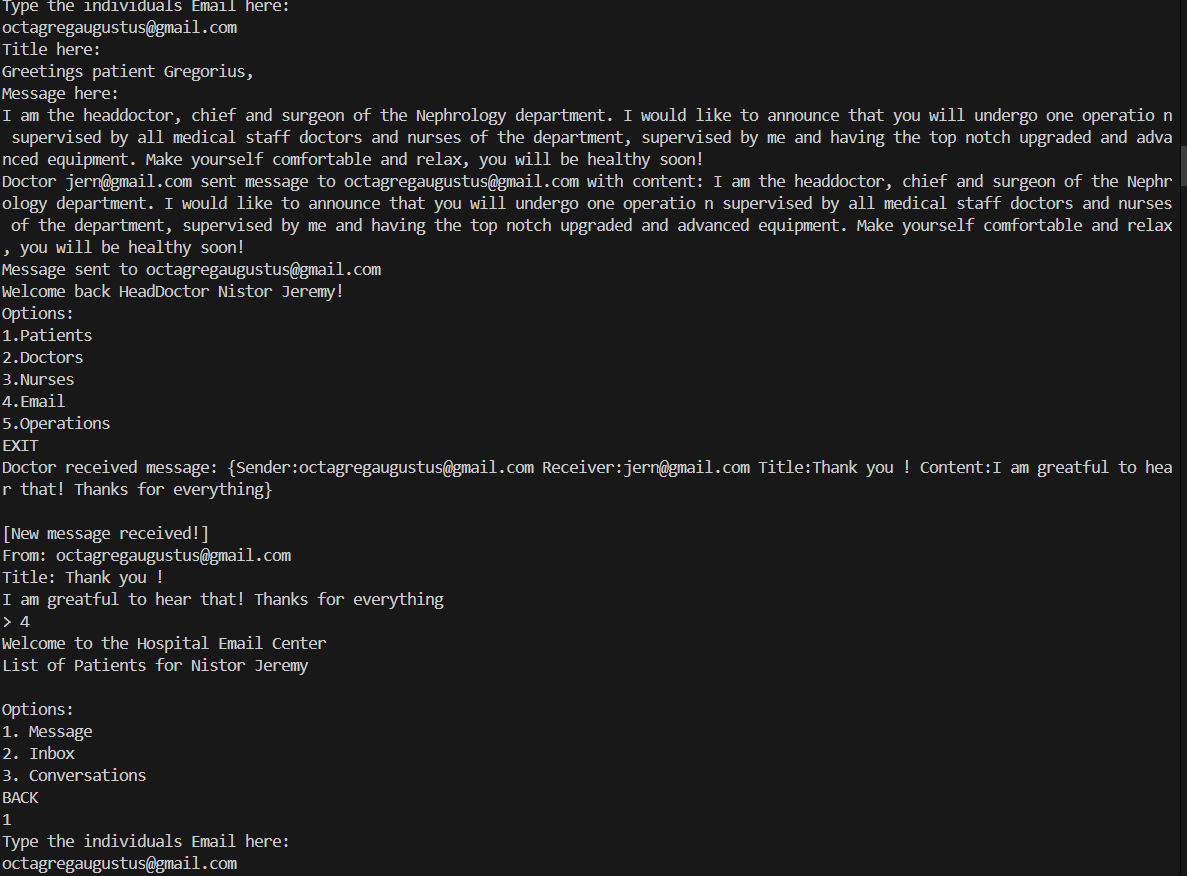 Type the individuals Email here:
octagregaugustus@gmail.com
Title here:
Greetings patient Gregorius,
Message here:
I am the headdoctor, chief and surgeon of the Nephrology department. I would like to announce that you will undergo one operatio n
 supervised by all medical staff doctors and nurses of the department, supervised by me and having the top notch upgraded and adva
nced equipment. Make yourself comfortable and relax, you will be healthy soon!
Doctor jern@gmail.com sent message to octagregaugustus@gmail.com with content: I am the headdoctor, chief and surgeon of the Nephr
ology department. I would like to announce that you will undergo one operatio n supervised by all medical staff doctors and nurses
 of the department, supervised by me and having the top notch upgraded and advanced equipment. Make yourself comfortable and relax
, you will be healthy soon!
Message sent to octagregaugustus@gmail.com
Welcome back HeadDoctor Nistor Jeremy!
Options:
1.Patients
2.Doctors
3.Nurses
4.Email
5.Operations
EXIT
Doctor received message: {Sender:octagregaugustus@gmail.com Receiver:jern@gmail.com Title:Thank you ! Content:I am greatful to hea
r that! Thanks for everything}

[New message received!]
From: octagregaugustus@gmail.com
Title: Thank you !
I am greatful to hear that! Thanks for everything
> 4
Welcome to the Hospital Email Center
List of Patients for Nistor Jeremy

Options:
1. Message
2. Inbox
3. Conversations
BACK
1
Type the individuals Email here:
octagregaugustus@gmail.com